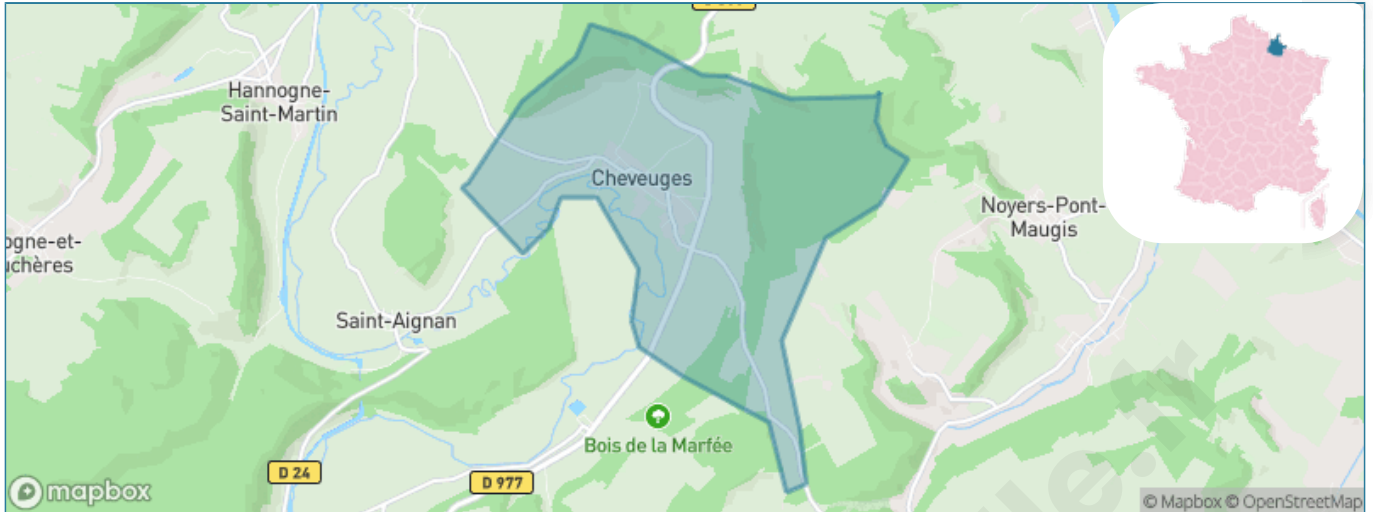 Hannogne-
Saint-Martin
Cheveuges
Noyers-Pont-
Maugis
ogne-et-
uchères
Saint-Aignan
Bois de la Marfée
D 24
D 977
mapbox
© Mapbox © OpenStreetMap